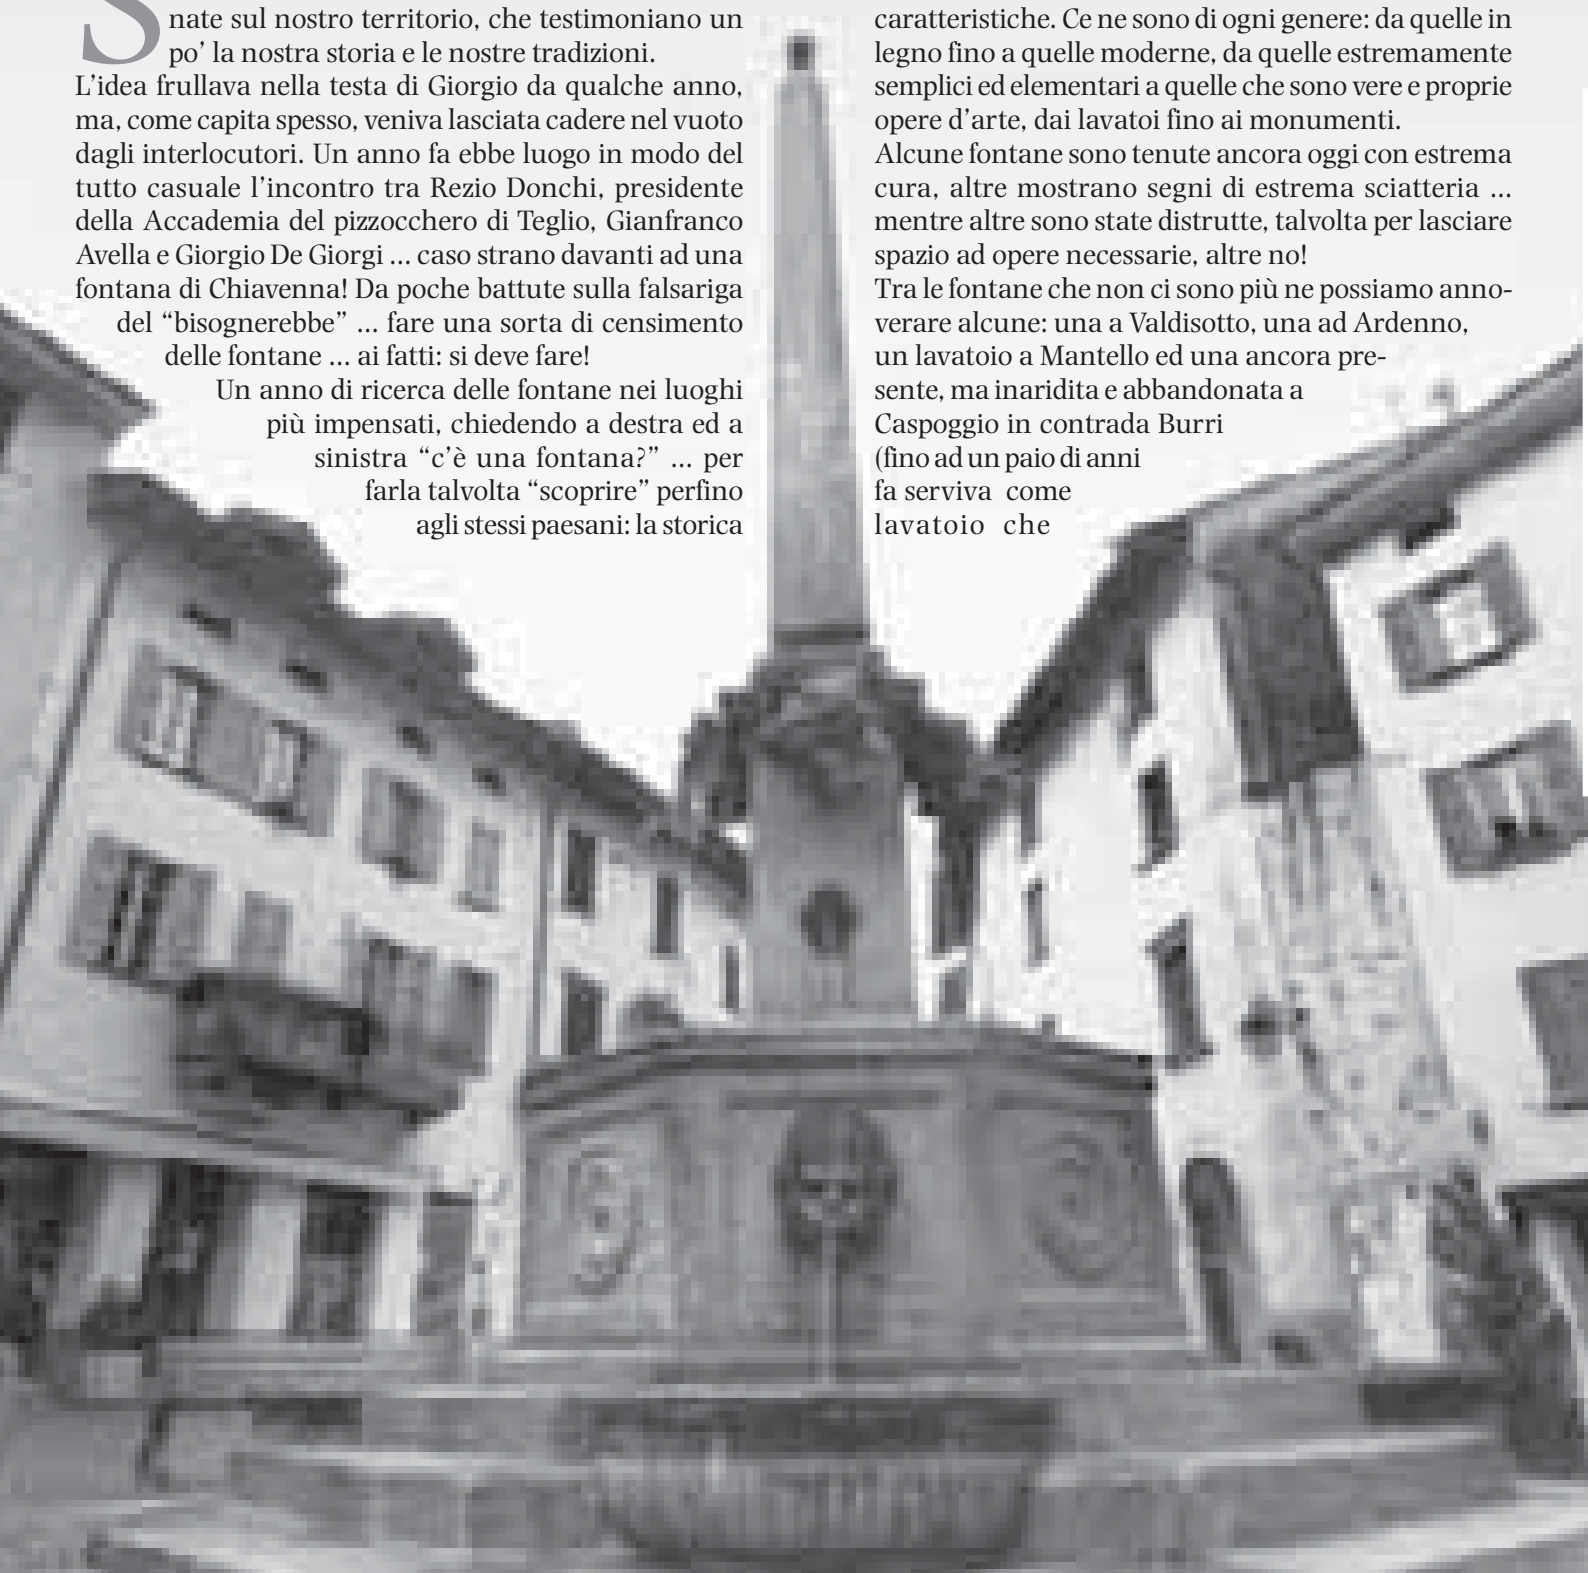 S
nate sul nostro territorio, che testimoniano un
po’ la nostra storia e le nostre tradizioni.
L’idea frullava nella testa di Giorgio da qualche anno,
ma, come capita spesso, veniva lasciata cadere nel vuoto
dagli interlocutori. Un anno fa ebbe luogo in modo del
tutto casuale l’incontro tra Rezio Donchi, presidente
della Accademia del pizzocchero di Teglio, Gianfranco
Avella e Giorgio De Giorgi ... caso strano davanti ad una
fontana di Chiavenna! Da poche battute sulla falsariga
del “bisognerebbe” ... fare una sorta di censimento
delle fontane ... ai fatti: si deve fare!
Un anno di ricerca delle fontane nei luoghi
più impensati, chiedendo a destra ed a
sinistra “c’è una fontana?” ... per
farla talvolta “scoprire” perfino
agli stessi paesani: la storica
caratteristiche. Ce ne sono di ogni genere: da quelle in
legno fino a quelle moderne, da quelle estremamente
semplici ed elementari a quelle che sono vere e proprie
opere d’arte, dai lavatoi fino ai monumenti.
Alcune fontane sono tenute ancora oggi con estrema
cura, altre mostrano segni di estrema sciatteria ...
mentre altre sono state distrutte, talvolta per lasciare
spazio ad opere necessarie, altre no!
Tra le fontane che non ci sono più ne possiamo anno-
verare alcune: una a Valdisotto, una ad Ardenno,
un lavatoio a Mantello ed una ancora pre-
sente, ma inaridita e abbandonata a
Caspoggio in contrada Burri
(fino ad un paio di anni
fa serviva come
lavatoio che